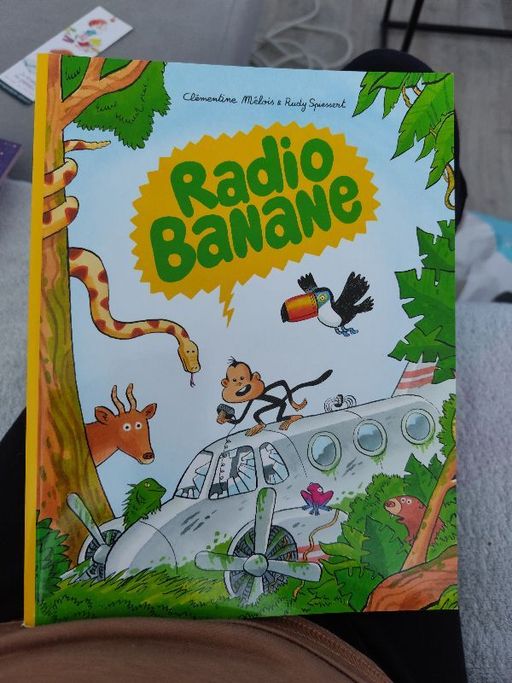 Clémentine Mélois & Rudy Spiessert
Radio
BANANE